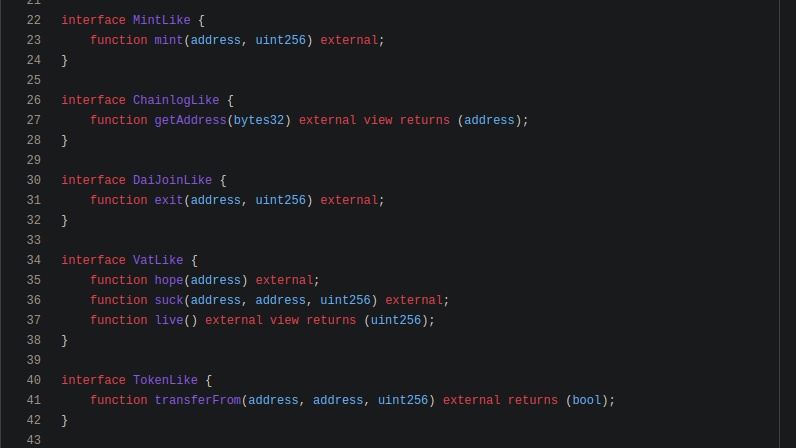 21
22 interface MintLike {
23     function mint(address, uint256) external;
24 }
25
26 interface ChainlogLike {
27     function getAddress(bytes32) external view returns (address);
28 }
29
30 interface DaiJoinLike {
31     function exit(address, uint256) external;
32 }
33
34 interface VatLike {
35     function hope(address) external;
36     function suck(address, address, uint256) external;
37     function live() external view returns (uint256);
38 }
39
40 interface TokenLike {
41     function transferFrom(address, address, uint256) external returns (bool);
42 }
43